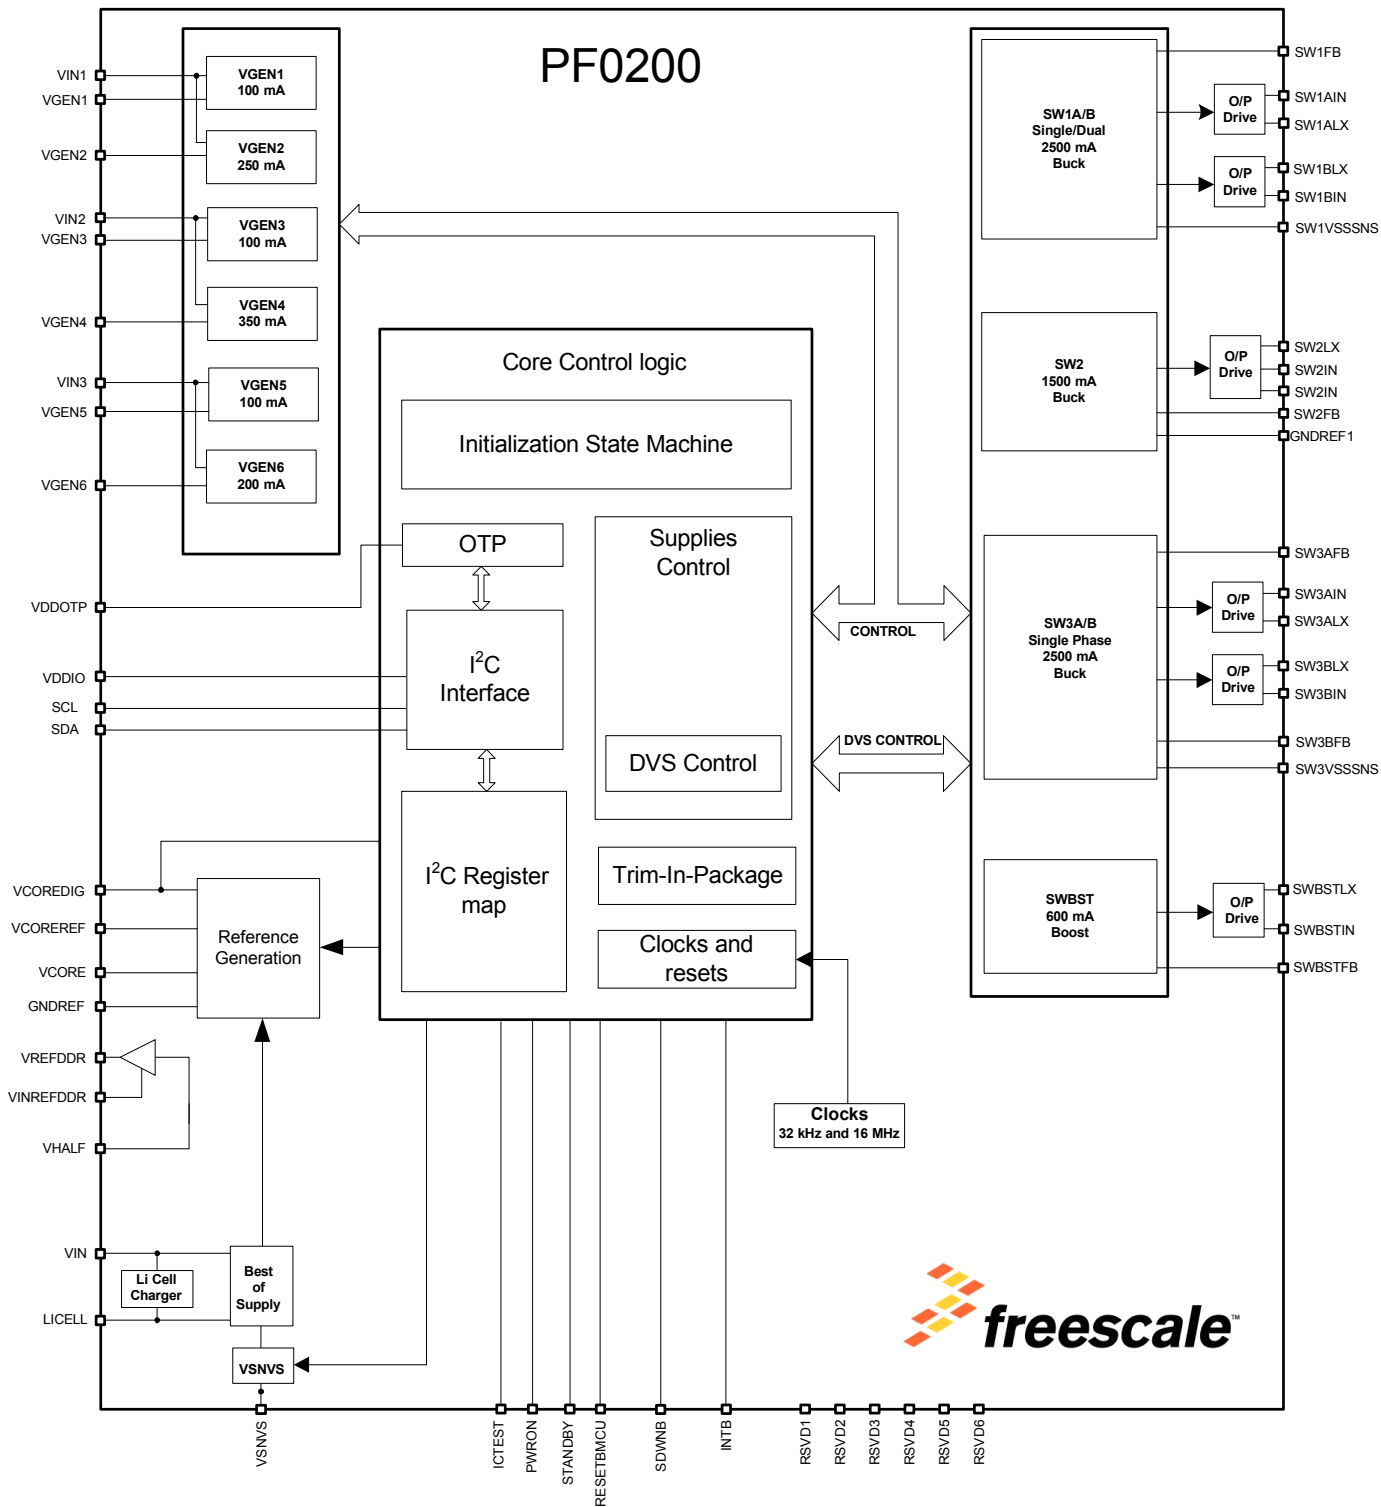 PF0200
VIN1
VGEN1
VGEN2
VIN2
VGEN3
VGEN4
VIN3
VGEN5
VGEN6
VDDOTP
VDDIO
SCL
SDA
VCOREDIG
VCOREREF
VCORE
GNDREF
VREFDDR
VINREFDDR
VHALF
VIN
LICELL
VGEN1
100 mA
VGEN2
250 mA
VGEN3
100 mA
VGEN4
350 mA
VGEN5
100 mA
VGEN6
200 mA
Core Control logic
Initialization State Machine
OTP
I²C
Interface
I²C Register
map
Supplies
Control
DVS Control
Trim-In-Package
Clocks and
resets
Reference
Generation
Li Cell
Charger
Best
of
Supply
VSNVS
Clocks
32 kHz and 16 MHz
CONTROL
DVS CONTROL
SW1A/B
Single/Dual
2500 mA
Buck
O/P
Drive
O/P
Drive
SW2
1500 mA
Buck
O/P
Drive
SW3A/B
Single Phase
2500 mA
Buck
O/P
Drive
O/P
Drive
SWBST
600 mA
Boost
O/P
Drive
SW1FB
SW1AIN
SW1ALX
SW1BLX
SW1BIN
SW1VSSSNS
SW2LX
SW2IN
SW2IN
SW2FB
GNDREF1
SW3AFB
SW3AIN
SW3ALX
SW3BLX
SW3BIN
SW3BFB
SW3VSSSNS
SWBSTLX
SWBSTIN
SWBSTFB
freescale™
VSNVS
ICTEST
PWRON
STANDBY
RESETBMCU
SDWNB
INTB
RSVD1
RSVD2
RSVD3
RSVD4
RSVD5
RSVD6